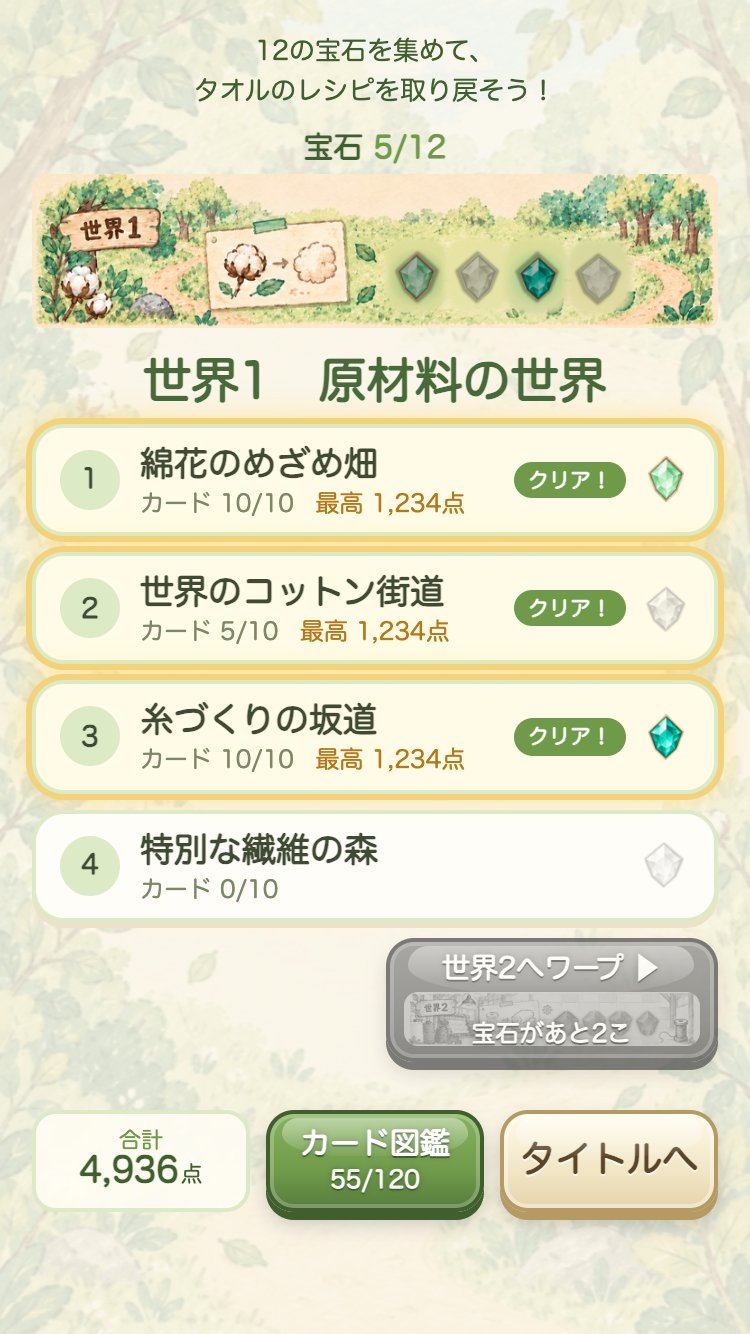 12の宝石を集めて、
タオルのレシピを取り戻そう！
宝石 5/12
世界1
世界1　原材料の世界
1
綿花のめざめ畑
カード 10/10 最高 1,234点
クリア！
2
世界のコットン街道
カード 5/10 最高 1,234点
クリア！
3
糸づくりの坂道
カード 10/10 最高 1,234点
クリア！
4
特別な繊維の森
カード 0/10
世界2へワープ ▶
世界2
宝石があと2こ
合計
4,936点
カード図鑑
55/120
タイトルへ